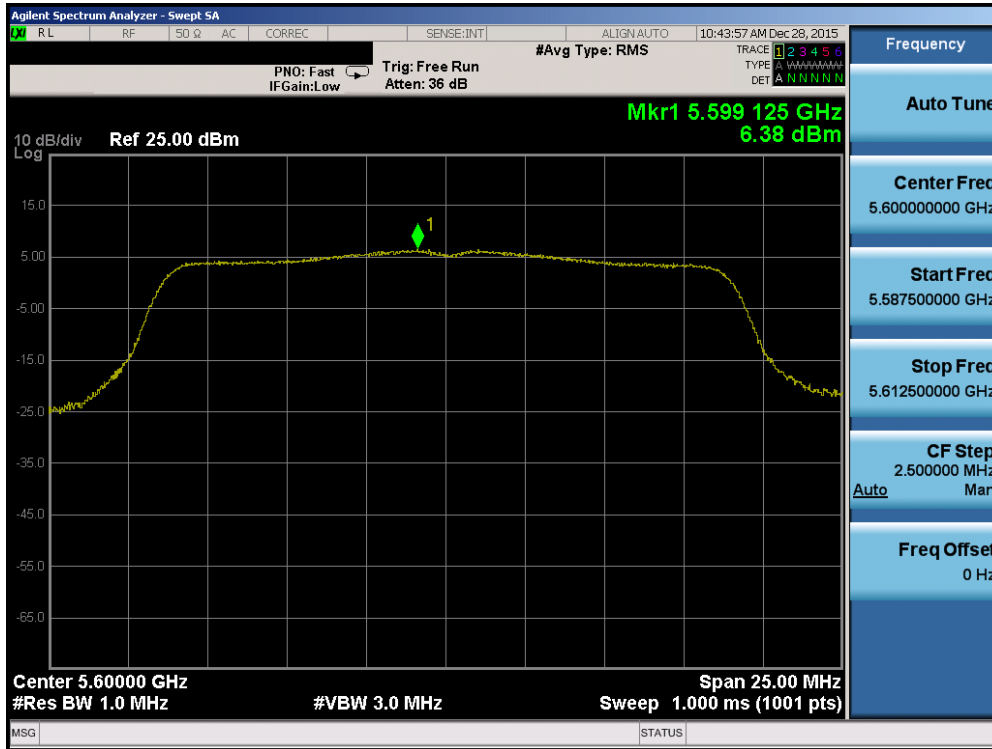 Agilent Spectrum Analyzer - Swept SA
LXI RL RF 50 Ω AC CORREC SENSE:INT ALIGN AUTO 10:43:57 AM Dec 28, 2015
#Avg Type: RMS
TRACE 1 2 3 4 5 6
TYPE A WWWWW
DET A N N N N N
PNO: Fast
IFGain:Low
Trig: Free Run
Atten: 36 dB
Mkr1 5.599 125 GHz
6.38 dBm
10 dB/div Ref 25.00 dBm
Log
1
15.0
5.00
-5.00
-15.0
-25.0
-35.0
-45.0
-55.0
-65.0
Center 5.60000 GHz Span 25.00 MHz
#Res BW 1.0 MHz #VBW 3.0 MHz Sweep 1.000 ms (1001 pts)
MSG STATUS
Frequency
Auto Tune
Center Freq
5.600000000 GHz
Start Freq
5.587500000 GHz
Stop Freq
5.612500000 GHz
CF Step
2.500000 MHz
Auto Man
Freq Offset
0 Hz